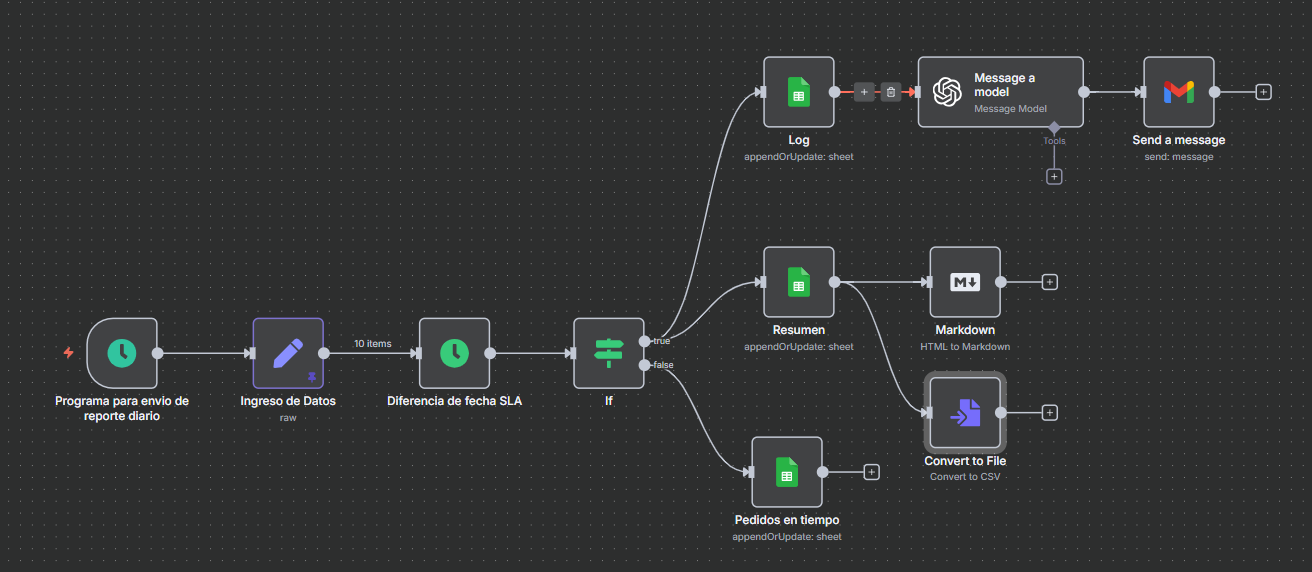 Log
appendOrUpdate: sheet
Message a
model
Message Model
Tools
Send a message
send: message
Resumen
appendOrUpdate: sheet
M
Markdown
HTML to Markdown
Programa para envio de
reporte diario
Ingreso de Datos
raw
10 items
Diferencia de fecha SLA
If
true
false
Convert to File
Convert to CSV
Pedidos en tiempo
appendOrUpdate: sheet